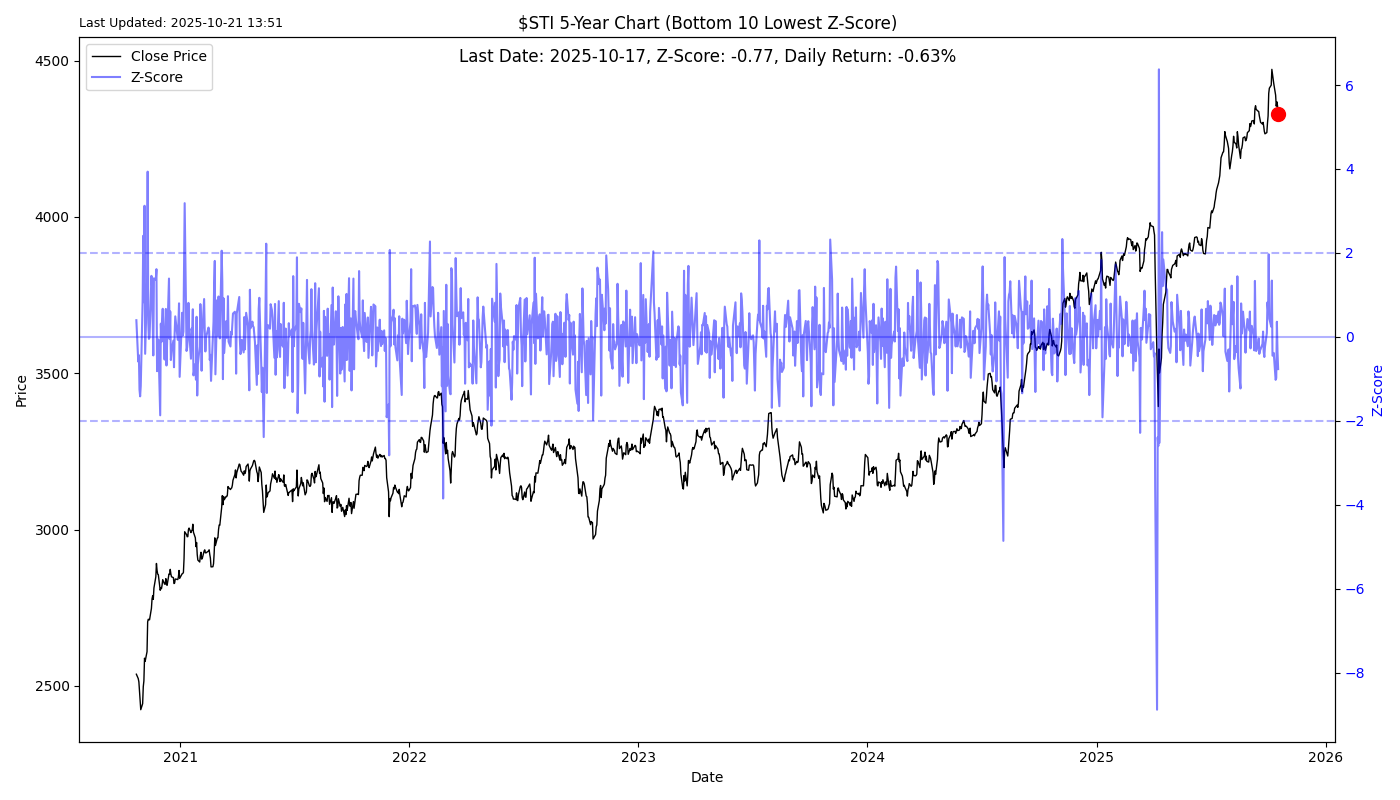 Last Updated: 2025-10-21 13:51
$STI 5-Year Chart (Bottom 10 Lowest Z-Score)
Last Date: 2025-10-17, Z-Score: -0.77, Daily Return: -0.63%
Close Price
Z-Score
4500
4000
3500
3000
2500
Price
6
4
2
0
−2
−4
−6
−8
Z-Score
2021
2022
2023
2024
2025
2026
Date